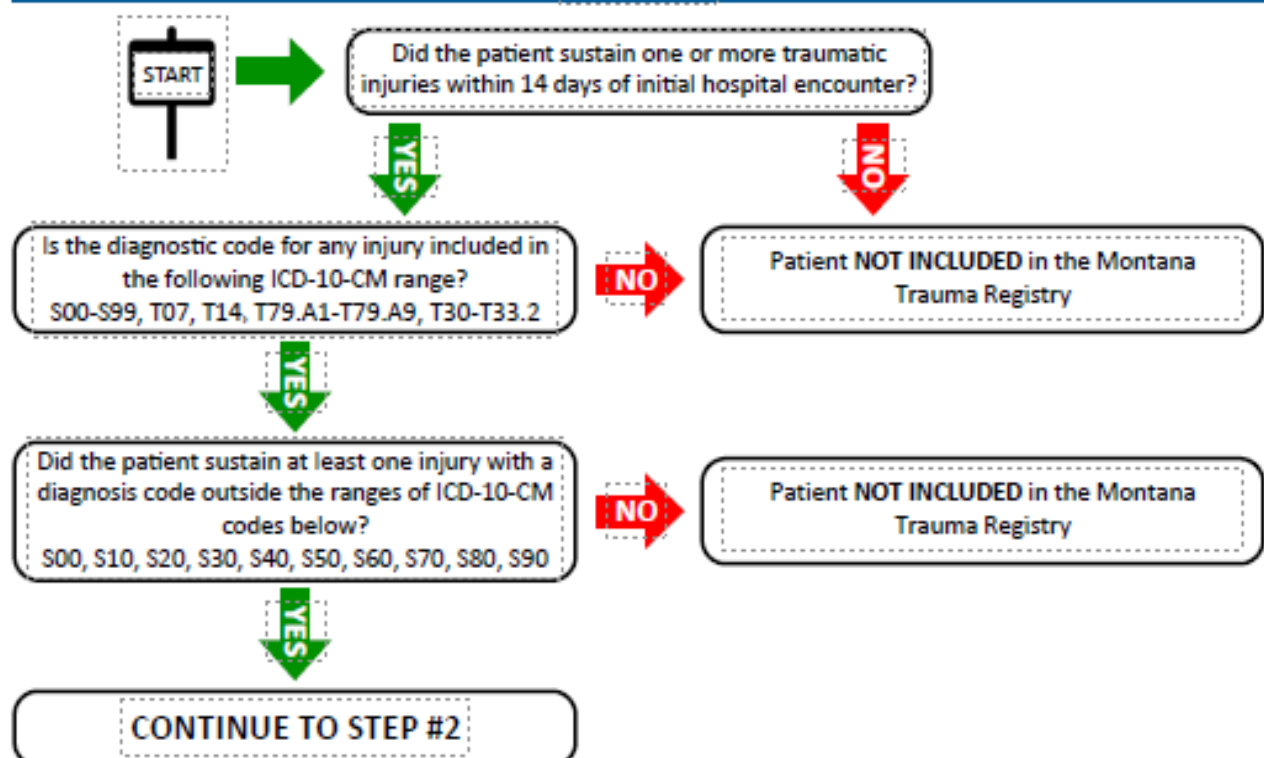 START
Did the patient sustain one or more traumatic
injuries within 14 days of initial hospital encounter?
YES
NO
Is the diagnostic code for any injury included in
the following ICD-10-CM range?
S00-S99, T07, T14, T79.A1-T79.A9, T30-T33.2
NO
Patient NOT INCLUDED in the Montana
Trauma Registry
YES
Did the patient sustain at least one injury with a
diagnosis code outside the ranges of ICD-10-CM
codes below?
S00, S10, S20, S30, S40, S50, S60, S70, S80, S90
NO
Patient NOT INCLUDED in the Montana
Trauma Registry
YES
CONTINUE TO STEP #2